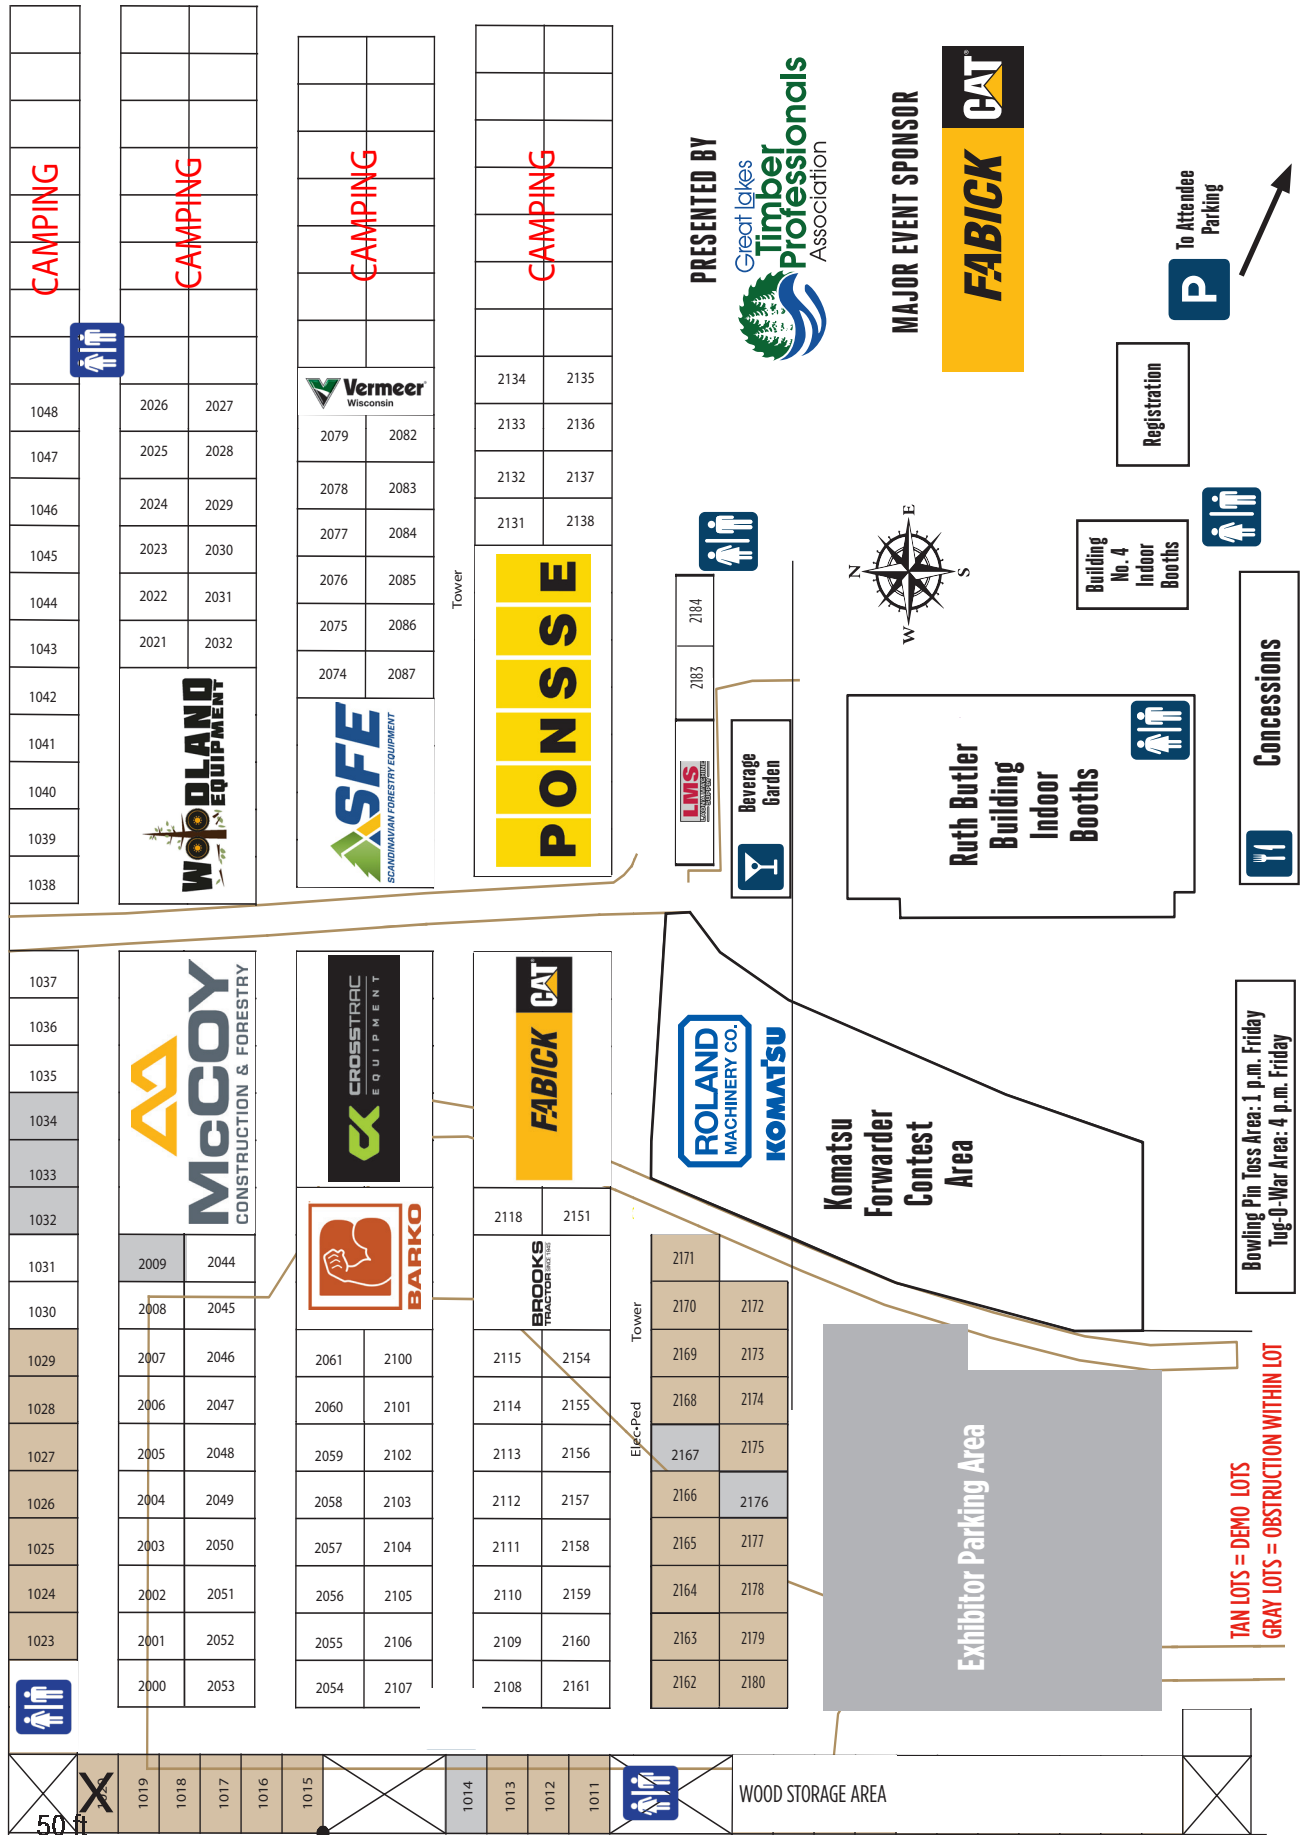 CAMPING
CAMPING
CAMPING
CAMPING
PRESENTED BY
Great Lakes
Timber
Professionals
Association
MAJOR EVENT SPONSOR
FABICK CAT
P
To Attendee
Parking
Registration
1048
1047
1046
1045
1044
1043
1042
1041
1040
1039
1038
2026 2027
2025 2028
2024 2029
2023 2030
2022 2031
2021 2032
WOODLAND
EQUIPMENT
Vermeer
Wisconsin
2079 2082
2078 2083
2077 2084
2076 2085
2075 2086
2074 2087
SFE
SCANDINAVIAN FORESTRY EQUIPMENT
2134 2135
2133 2136
2132 2137
2131 2138
Tower
PONSSE
2184
2183
LMS
Beverage
Garden
N
E
S
W
Building
No. 4
Indoor
Booths
Ruth Butler
Building
Indoor
Booths
Concessions
1037
1036
1035
1034
1033
1032
1031
1030
1029
1028
1027
1026
1025
1024
1023
McCOY
CONSTRUCTION & FORESTRY
2009 2044
2008 2045
2007 2046
2006 2047
2005 2048
2004 2049
2003 2050
2002 2051
2001 2052
2000 2053
CROSSTRAC
EQUIPMENT
BARKO
2061 2100
2060 2101
2059 2102
2058 2103
2057 2104
2056 2105
2055 2106
2054 2107
FABICK CAT
2118 2151
BROOKS
TRACTOR SINCE 1945
2115 2154
2114 2155
2113 2156
2112 2157
2111 2158
2110 2159
2109 2160
2108 2161
Tower
Elec•Ped
2171
2170 2172
2169 2173
2168 2174
2167 2175
2166 2176
2165 2177
2164 2178
2163 2179
2162 2180
ROLAND
MACHINERY CO.
KOMATSU
Komatsu
Forwarder
Contest
Area
Bowling Pin Toss Area: 1 p.m. Friday
Tug-O-War Area: 4 p.m. Friday
Exhibitor Parking Area
TAN LOTS = DEMO LOTS
GRAY LOTS = OBSTRUCTION WITHIN LOT
X
1020
1019
1018
1017
1016
1015
1014
1013
1012
1011
WOOD STORAGE AREA
50 ft